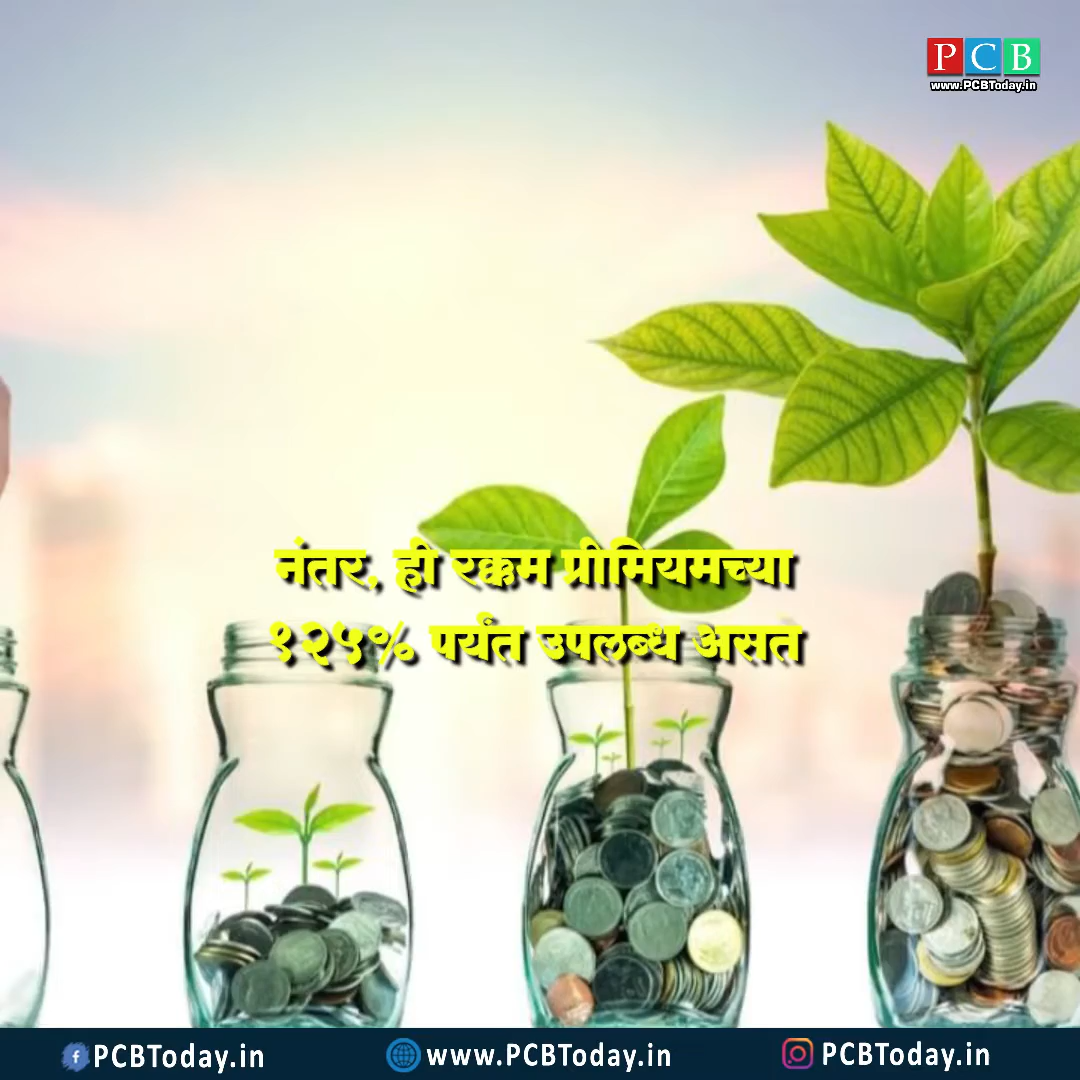 PCB
www.PCBToday.in
नंतर, ही रक्कम प्रीमियमच्या
१२५% पर्यंत उपलब्ध असते
PCBToday.in
www.PCBToday.in
PCBToday.in